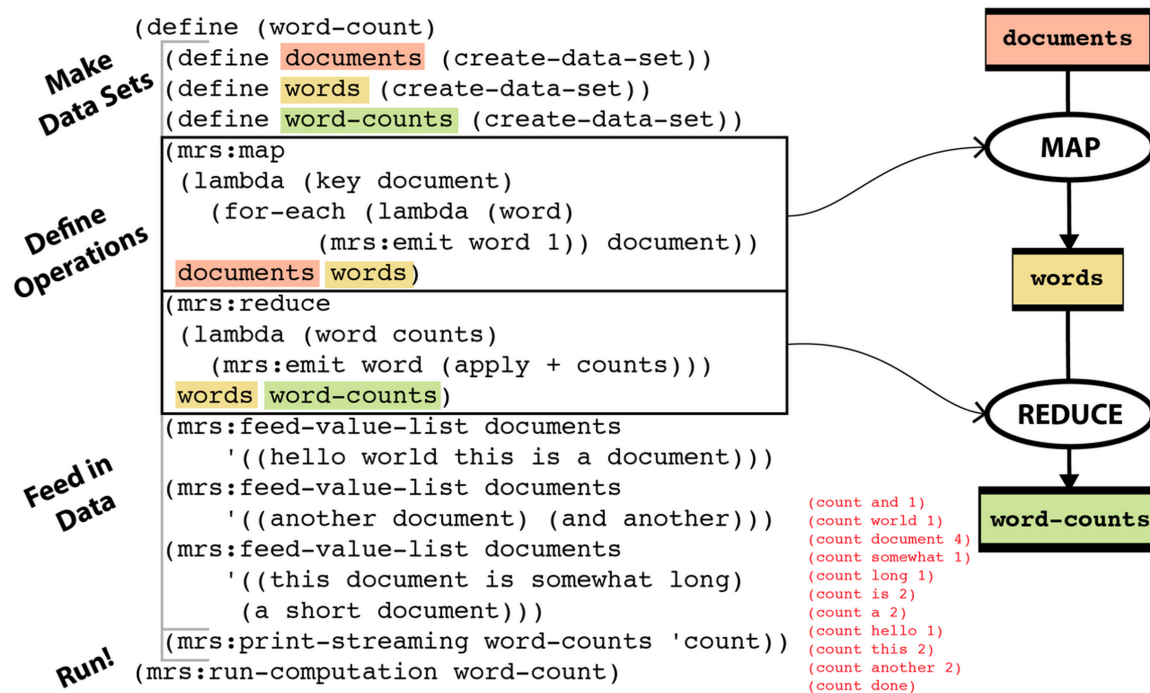 (define (word-count)
Make
Data Sets
(define documents (create-data-set))
(define words (create-data-set))
(define word-counts (create-data-set))
Define
Operations
(mrs:map
(lambda (key document)
(for-each (lambda (word)
(mrs:emit word 1)) document))
documents words)
(mrs:reduce
(lambda (word counts)
(mrs:emit word (apply + counts)))
words word-counts)
Feed in
Data
(mrs:feed-value-list documents
'((hello world this is a document)))
(mrs:feed-value-list documents
'((another document) (and another)))
(mrs:feed-value-list documents
'((this document is somewhat long)
(a short document)))
(mrs:print-streaming word-counts 'count))
Run!
(mrs:run-computation word-count)
(count and 1)
(count world 1)
(count document 4)
(count somewhat 1)
(count long 1)
(count is 2)
(count a 2)
(count hello 1)
(count this 2)
(count another 2)
(count done)
documents
MAP
words
REDUCE
word-counts